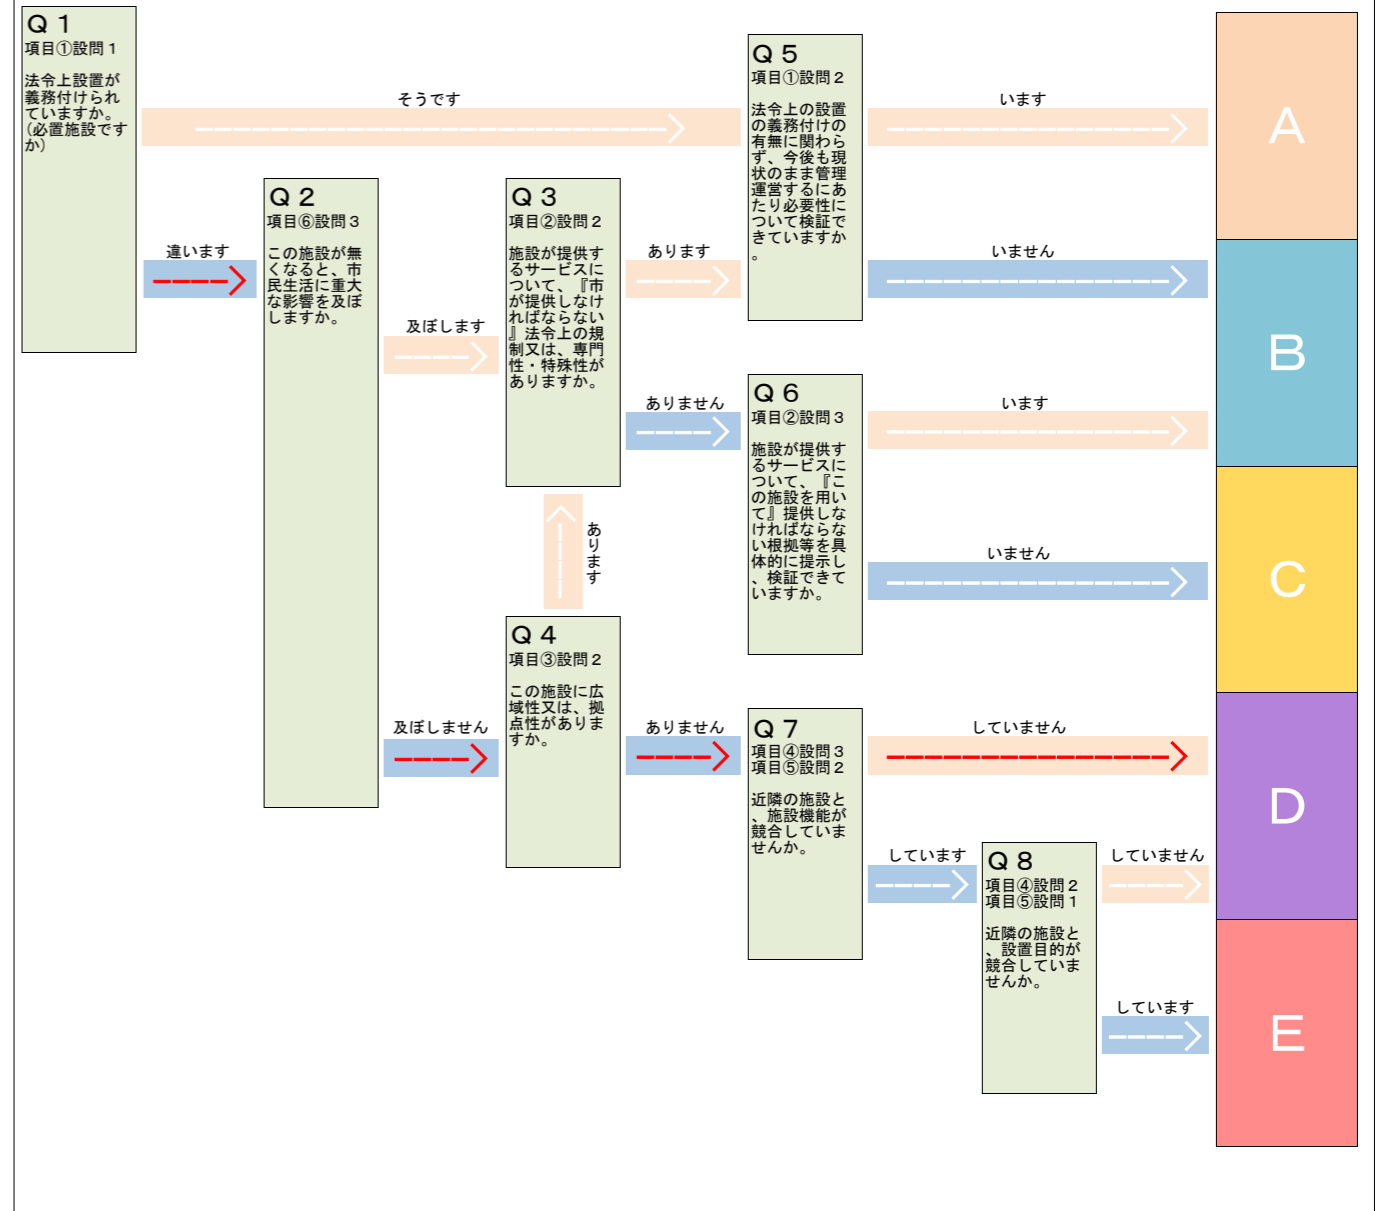 Ｑ１
項目①設問１
法令上設置が
義務付けられ
ていますか。
（必置施設です
か）
そうです
違います
Ｑ２
項目⑥設問３
この施設が無
くなると、市
民生活に重大
な影響を及ぼ
しますか。
及ぼします
及ぼしません
Ｑ３
項目②設問２
施設が提供す
るサービスに
ついて、『市
が提供しなけ
ればならない
』法令上の規
制又は、専門
性・特殊性が
ありますか。
あります
ありません
あります
Ｑ４
項目③設問２
この施設に広
域性又は、拠
点性がありま
すか。
ありません
Ｑ５
項目①設問２
法令上の設置
の義務付けの
有無に関わら
ず、今後も現
状のまま管理
運営するにあ
たり必要性に
ついて検証で
きていますか
。
います
いません
Ｑ６
項目②設問３
施設が提供す
るサービスに
ついて、『こ
の施設を用い
て』提供しな
ければならな
い根拠等を具
体的に提示し
、検証できて
いますか。
います
いません
Ｑ７
項目④設問３
項目⑤設問２
近隣の施設と
、施設機能が
競合していま
せんか。
していません
しています
Ｑ８
項目④設問２
項目⑤設問１
近隣の施設と
、設置目的が
競合していま
せんか。
していません
しています
Ａ
Ｂ
Ｃ
Ｄ
Ｅ